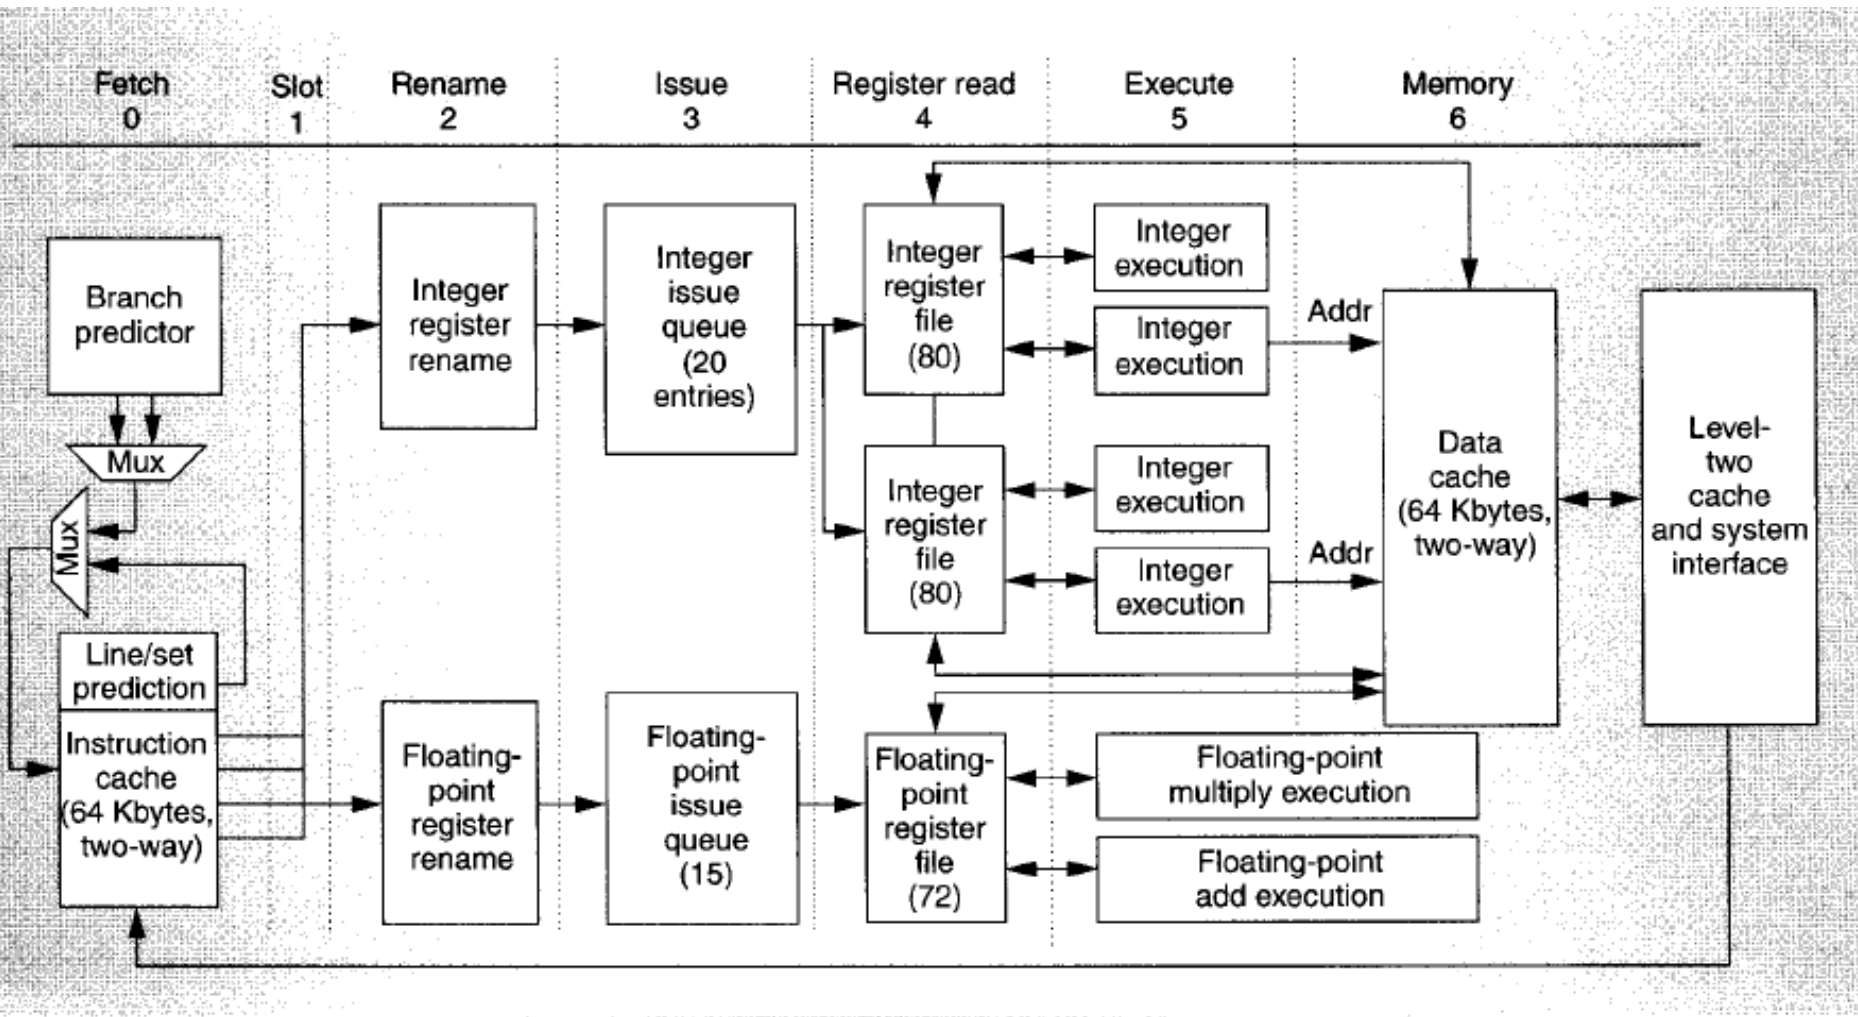 Fetch
0
Slot
1
Rename
2
Issue
3
Register read
4
Execute
5
Memory
6
Branch
predictor
Mux
Mux
Line/set
prediction
Instruction
cache
(64 Kbytes,
two-way)
Integer
register
rename
Floating-
point
register
rename
Integer
issue
queue
(20
entries)
Floating-
point
issue
queue
(15)
Integer
register
file
(80)
Integer
register
file
(80)
Floating-
point
register
file
(72)
Integer
execution
Integer
execution
Integer
execution
Integer
execution
Floating-point
multiply execution
Floating-point
add execution
Addr
Addr
Data
cache
(64 Kbytes,
two-way)
Level-
two
cache
and system
interface